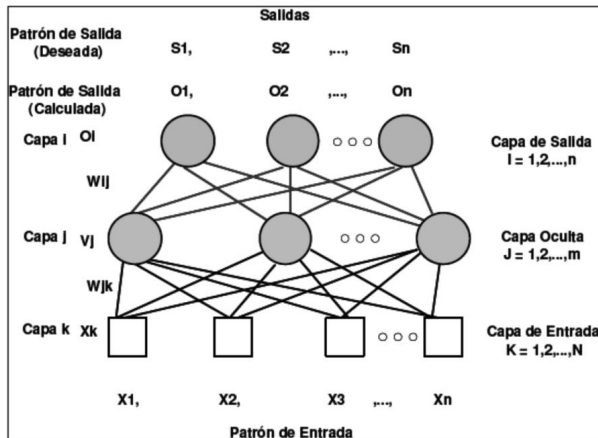 Salidas
Patrón de Salida
(Deseada)
S1, S2 ,..., Sn
Patrón de Salida
(Calculada)
O1, O2 ,..., On
Capa i Oi
Capa de Salida
I = 1,2,...,n
Wij
Capa j Vj
Capa Oculta
J = 1,2,...,m
Wjk
Capa k Xk
Capa de Entrada
K = 1,2,...,N
X1, X2, X3 ,..., Xn
Patrón de Entrada